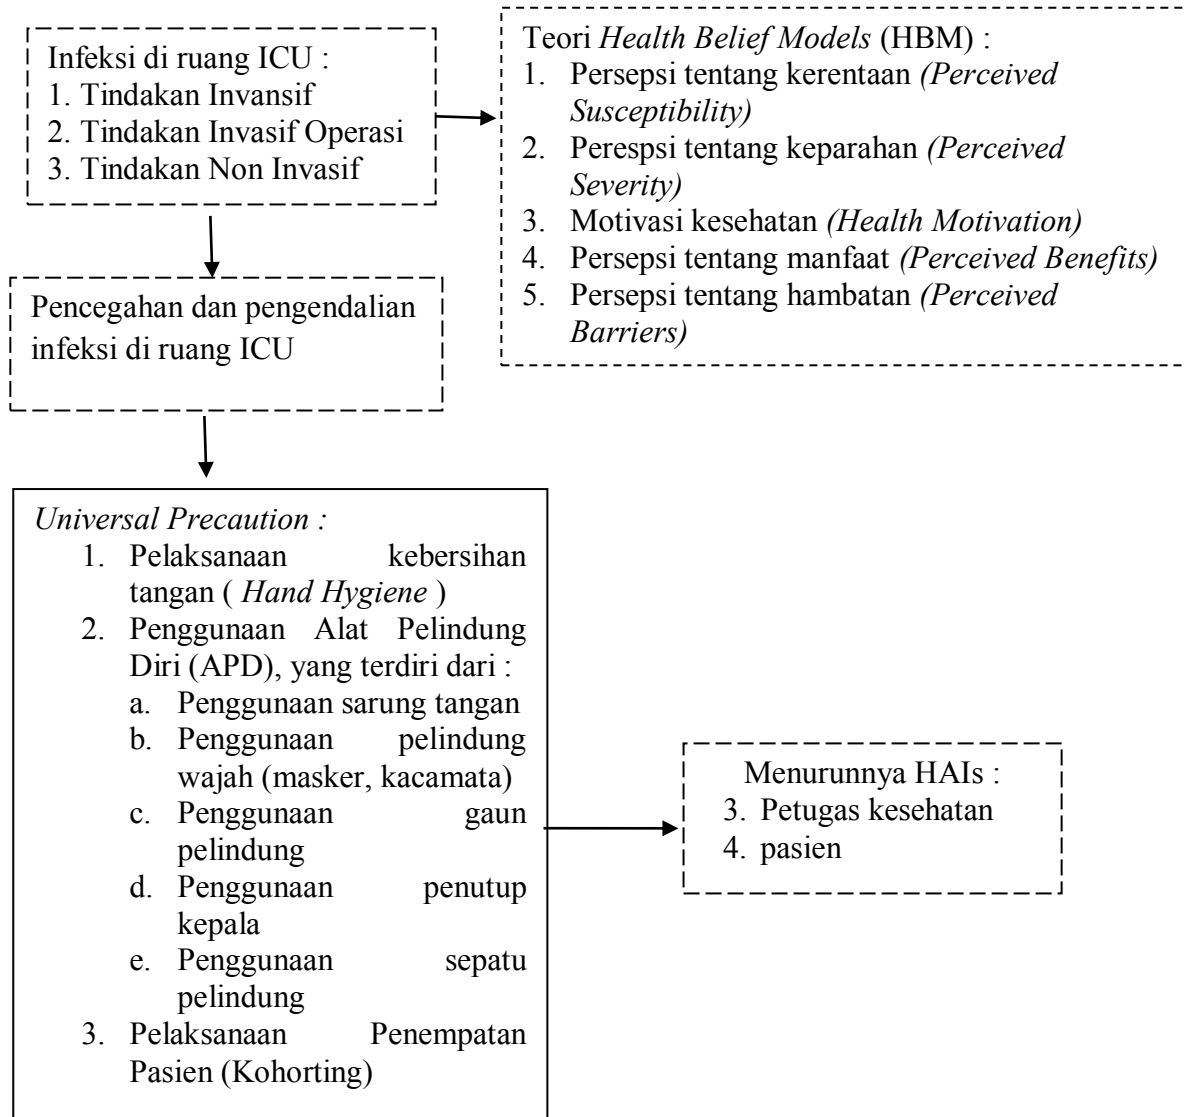 Infeksi di ruang ICU :
1. Tindakan Invansif
2. Tindakan Invasif Operasi
3. Tindakan Non Invasif
Teori Health Belief Models (HBM) :
1. Persepsi tentang kerentaan (Perceived
Susceptibility)
2. Perespsi tentang keparahan (Perceived
Severity)
3. Motivasi kesehatan (Health Motivation)
4. Persepsi tentang manfaat (Perceived Benefits)
5. Persepsi tentang hambatan (Perceived
Barriers)
Pencegahan dan pengendalian
infeksi di ruang ICU
Universal Precaution :
1. Pelaksanaan kebersihan
tangan ( Hand Hygiene )
2. Penggunaan Alat Pelindung
Diri (APD), yang terdiri dari :
a. Penggunaan sarung tangan
b. Penggunaan pelindung
wajah (masker, kacamata)
c. Penggunaan gaun
pelindung
d. Penggunaan penutup
kepala
e. Penggunaan sepatu
pelindung
3. Pelaksanaan Penempatan
Pasien (Kohorting)
Menurunnya HAIs :
3. Petugas kesehatan
4. pasien